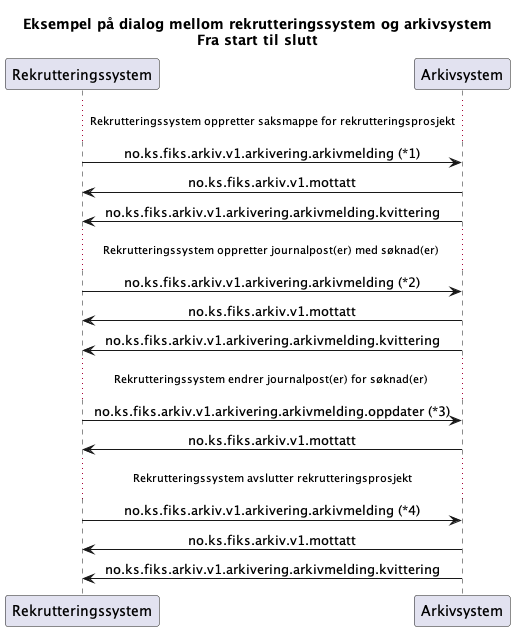 Eksempel på dialog mellom rekrutteringssystem og arkivsystem
Fra start til slutt
Rekrutteringssystem
Arkivsystem
Rekrutteringssystem oppretter saksmappe for rekrutteringsprosjekt
no.ks.fiks.arkiv.v1.arkivering.arkivmelding (*1)
no.ks.fiks.arkiv.v1.mottatt
no.ks.fiks.arkiv.v1.arkivering.arkivmelding.kvittering
Rekrutteringssystem oppretter journalpost(er) med søknad(er)
no.ks.fiks.arkiv.v1.arkivering.arkivmelding (*2)
no.ks.fiks.arkiv.v1.mottatt
no.ks.fiks.arkiv.v1.arkivering.arkivmelding.kvittering
Rekrutteringssystem endrer journalpost(er) for søknad(er)
no.ks.fiks.arkiv.v1.arkivering.arkivmelding.oppdater (*3)
no.ks.fiks.arkiv.v1.mottatt
Rekrutteringssystem avslutter rekrutteringsprosjekt
no.ks.fiks.arkiv.v1.arkivering.arkivmelding (*4)
no.ks.fiks.arkiv.v1.mottatt
no.ks.fiks.arkiv.v1.arkivering.arkivmelding.kvittering
Rekrutteringssystem
Arkivsystem